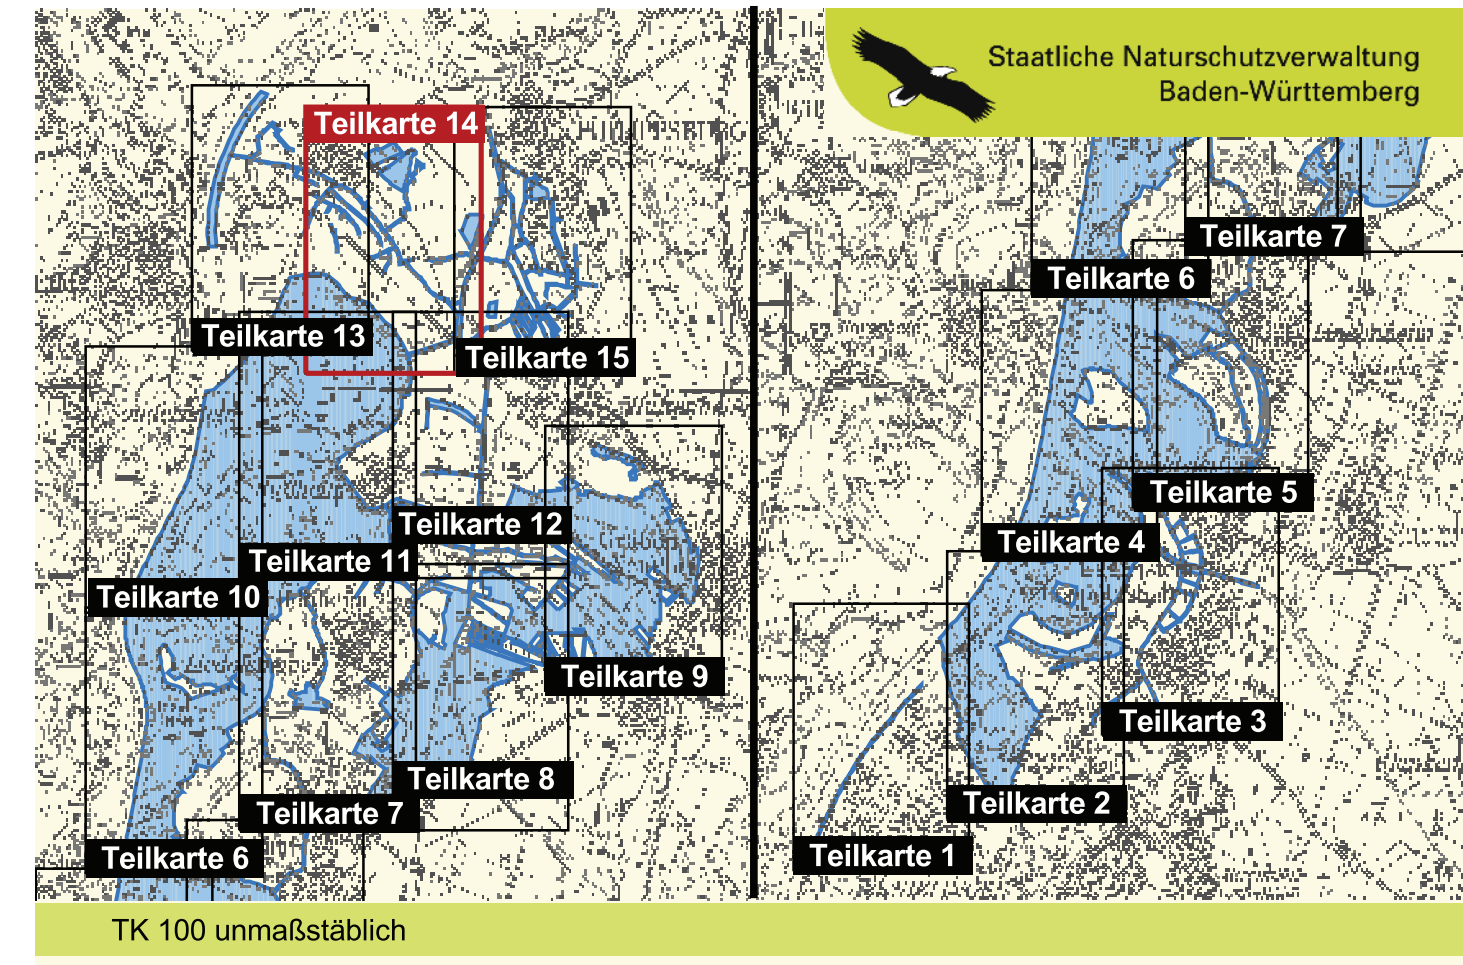 Staatliche Naturschutzverwaltung
Baden-Württemberg
Teilkarte 14
Teilkarte 13
Teilkarte 15
Teilkarte 12
Teilkarte 11
Teilkarte 10
Teilkarte 9
Teilkarte 8
Teilkarte 7
Teilkarte 6
Teilkarte 7
Teilkarte 6
Teilkarte 5
Teilkarte 4
Teilkarte 3
Teilkarte 2
Teilkarte 1
TK 100 unmaßstäblich